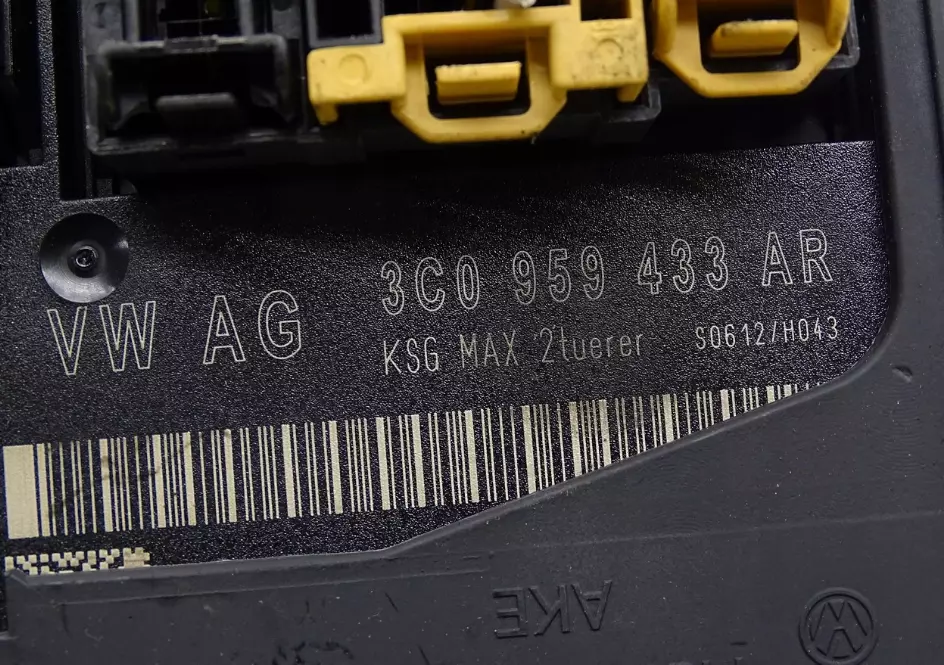 VW AG 3C0 959 433 AR
KSG MAX 2tuerer S0612/H043
AKE